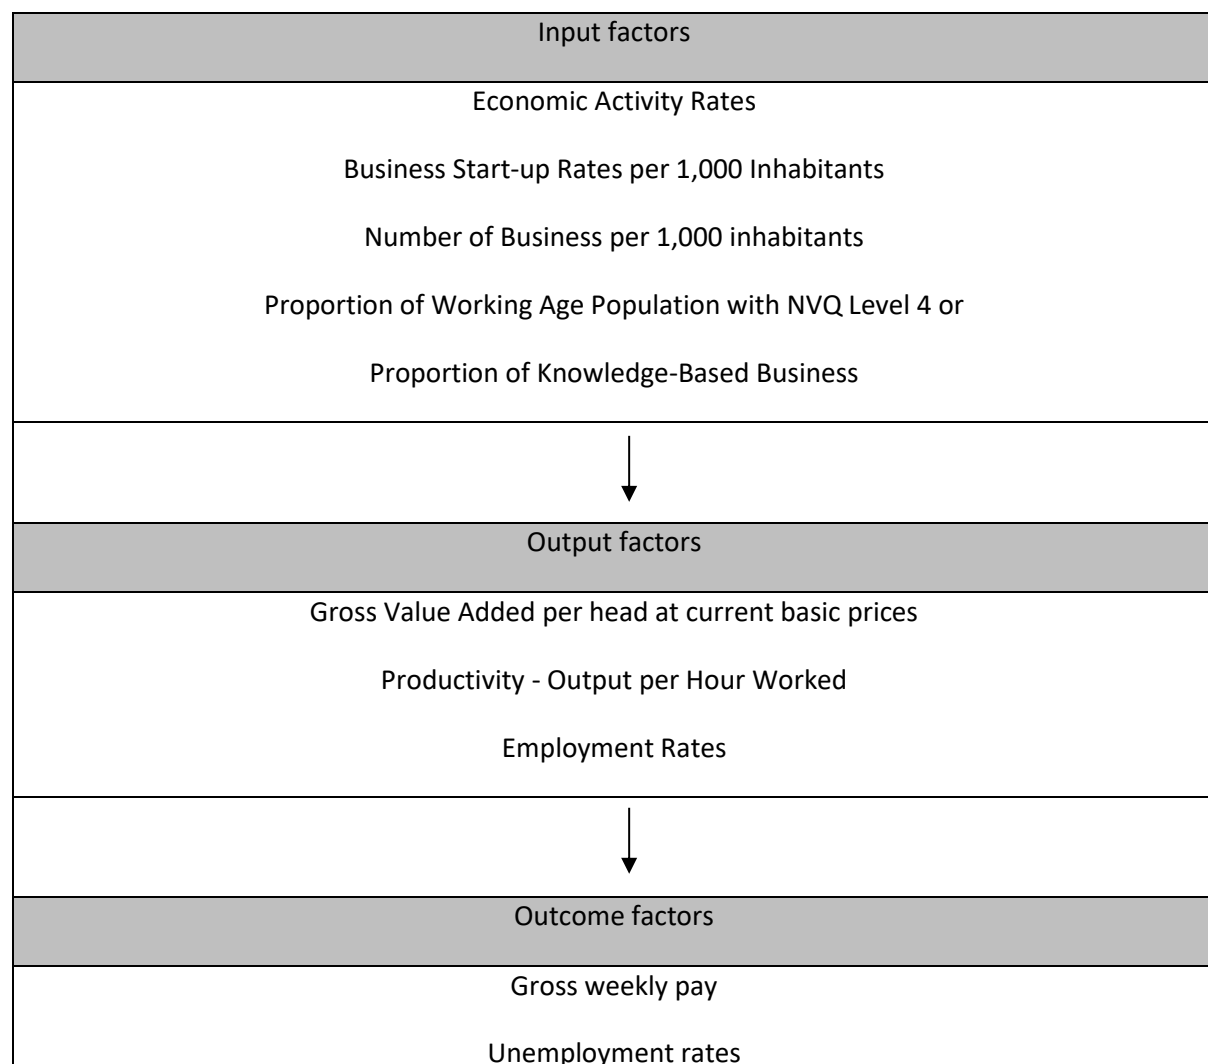 Input factors
Economic Activity Rates
Business Start-up Rates per 1,000 Inhabitants
Number of Business per 1,000 inhabitants
Proportion of Working Age Population with NVQ Level 4 or
Proportion of Knowledge-Based Business
Output factors
Gross Value Added per head at current basic prices
Productivity - Output per Hour Worked
Employment Rates
Outcome factors
Gross weekly pay
Unemployment rates